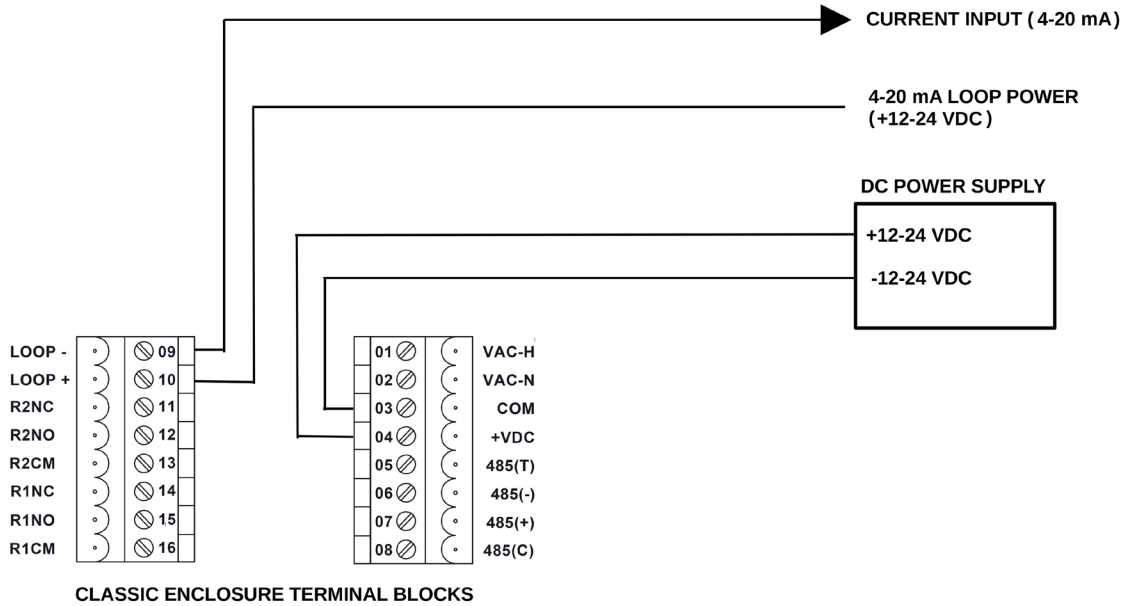 CURRENT INPUT ( 4-20 mA)
4-20 mA LOOP POWER
(+12-24 VDC )
DC POWER SUPPLY
+12-24 VDC
-12-24 VDC
LOOP - 09 01 VAC-H
LOOP + 10 02 VAC-N
R2NC 11 03 COM
R2NO 12 04 +VDC
R2CM 13 05 485(T)
R1NC 14 06 485(-)
R1NO 15 07 485(+)
R1CM 16 08 485(C)
CLASSIC ENCLOSURE TERMINAL BLOCKS